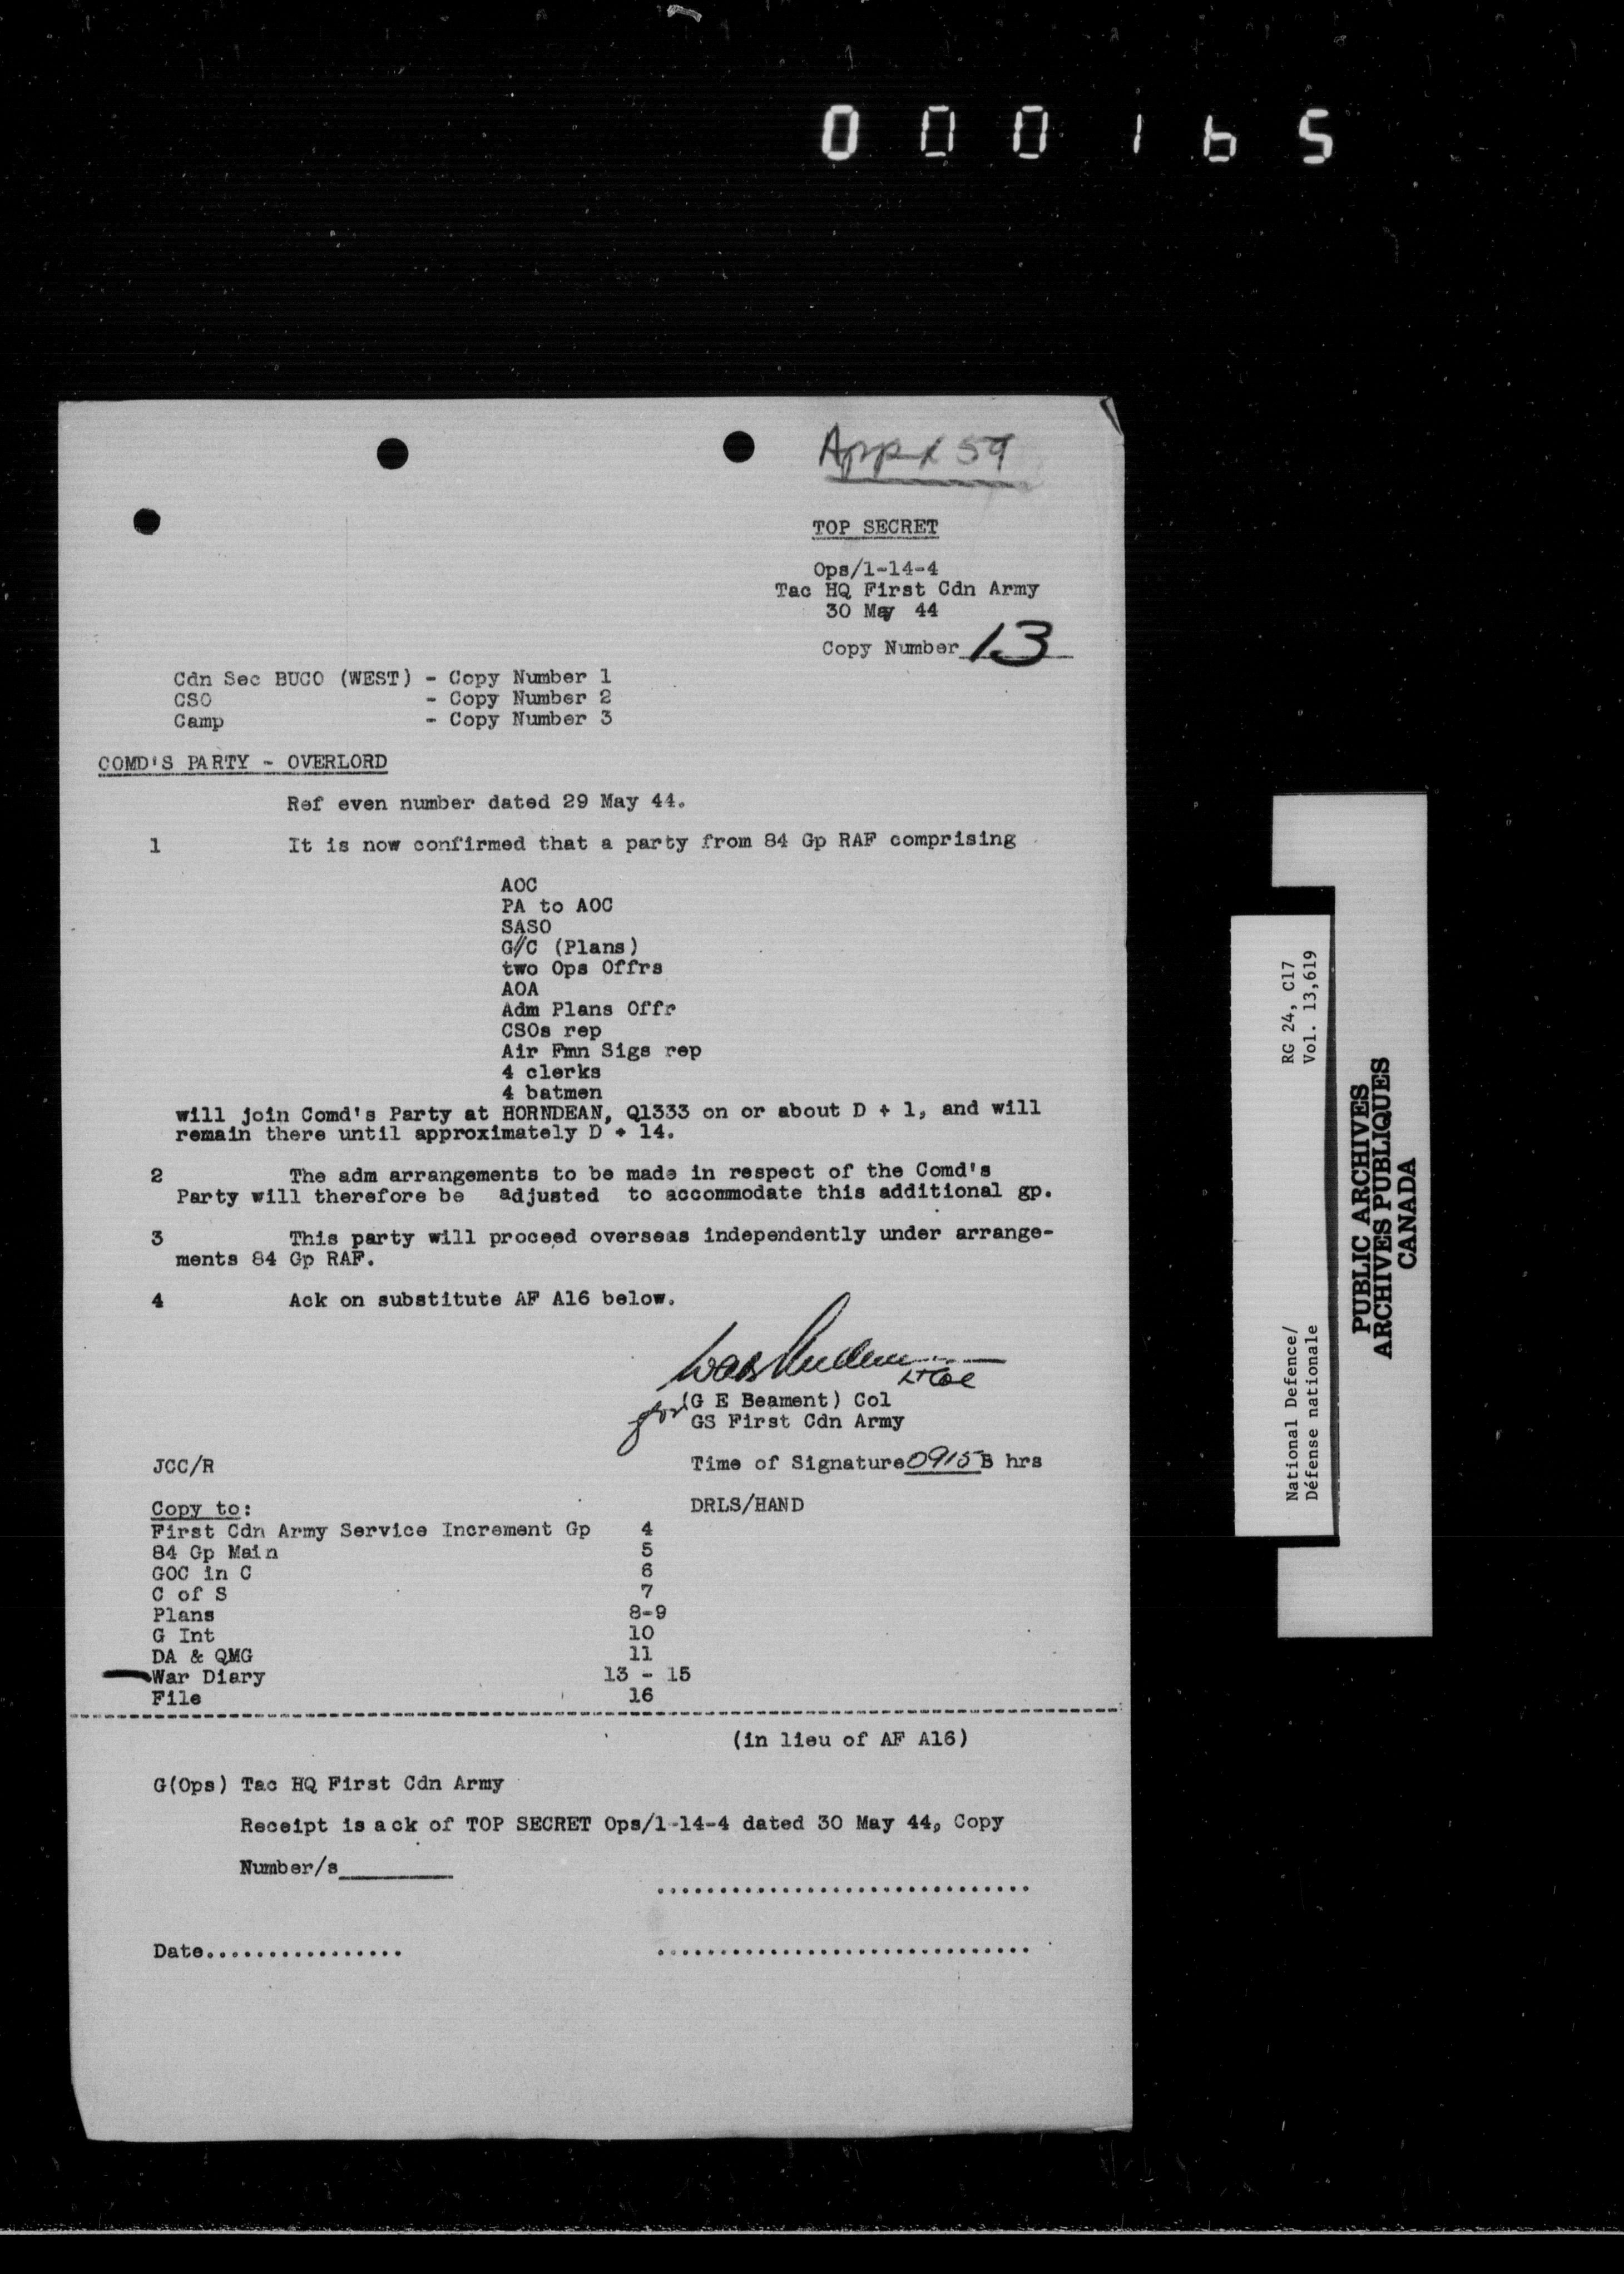 000165
Appx 59
TOP SECRET
Ops/1-14-4
Tac HQ First Cdn Army
30 May 44
Copy Number 13
Cdn Sec BUCO (WEST) - Copy Number 1
CSO - Copy Number 2
Camp - Copy Number 3
COMD'S PARTY - OVERLORD
Ref even number dated 29 May 44.
1 It is now confirmed that a party from 84 Gp RAF comprising
AOC
PA to AOC
SASO
G/C (Plans)
two Ops Offrs
AOA
Adm Plans Offr
CSOs rep
Air Fmn Sigs rep
4 clerks
4 batmen
will join Comd's Party at HORNDEAN, Q1333 on or about D + 1, and will
remain there until approximately D + 14.
2 The adm arrangements to be made in respect of the Comd's
Party will therefore be adjusted to accommodate this additional gp.
3 This party will proceed overseas independently under arrange-
ments 84 Gp RAF.
4 Ack on substitute AF A16 below.
Lt Col
for (G E Beament) Col
GS First Cdn Army
JCC/R Time of Signature 0915B hrs
Copy to: DRLS/HAND
First Cdn Army Service Increment Gp 4
84 Gp Main 5
GOC in C 6
C of S 7
Plans 8-9
G Int 10
DA & QMG 11
War Diary 13 - 15
File 16
(in lieu of AF A16)
G(Ops) Tac HQ First Cdn Army
Receipt is ack of TOP SECRET Ops/1-14-4 dated 30 May 44, Copy
Number/s
Date................
National Defence/ RG 24, C17
Défense nationale Vol. 13,619
PUBLIC ARCHIVES
ARCHIVES PUBLIQUES
CANADA